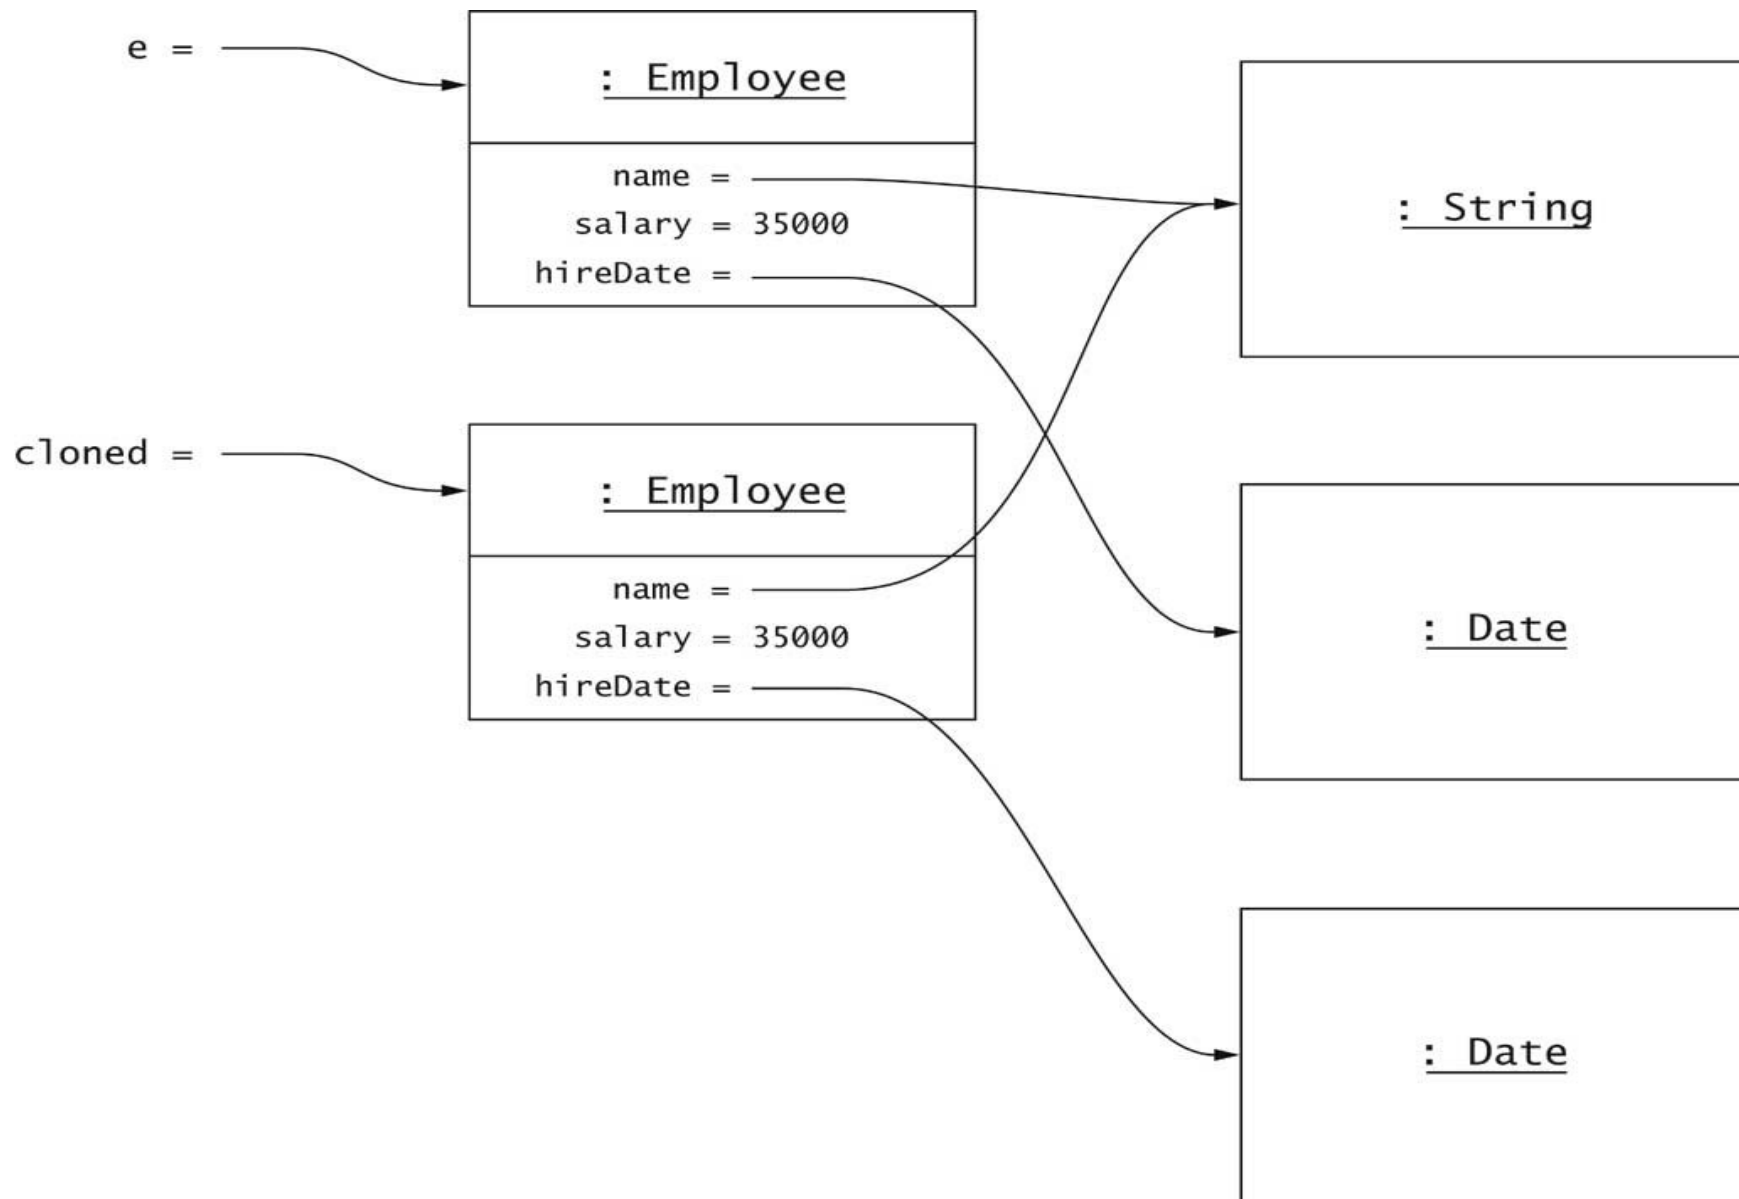 e =
: Employee
name =
salary = 35000
hireDate =
: String
cloned =
: Employee
name =
salary = 35000
hireDate =
: Date
: Date